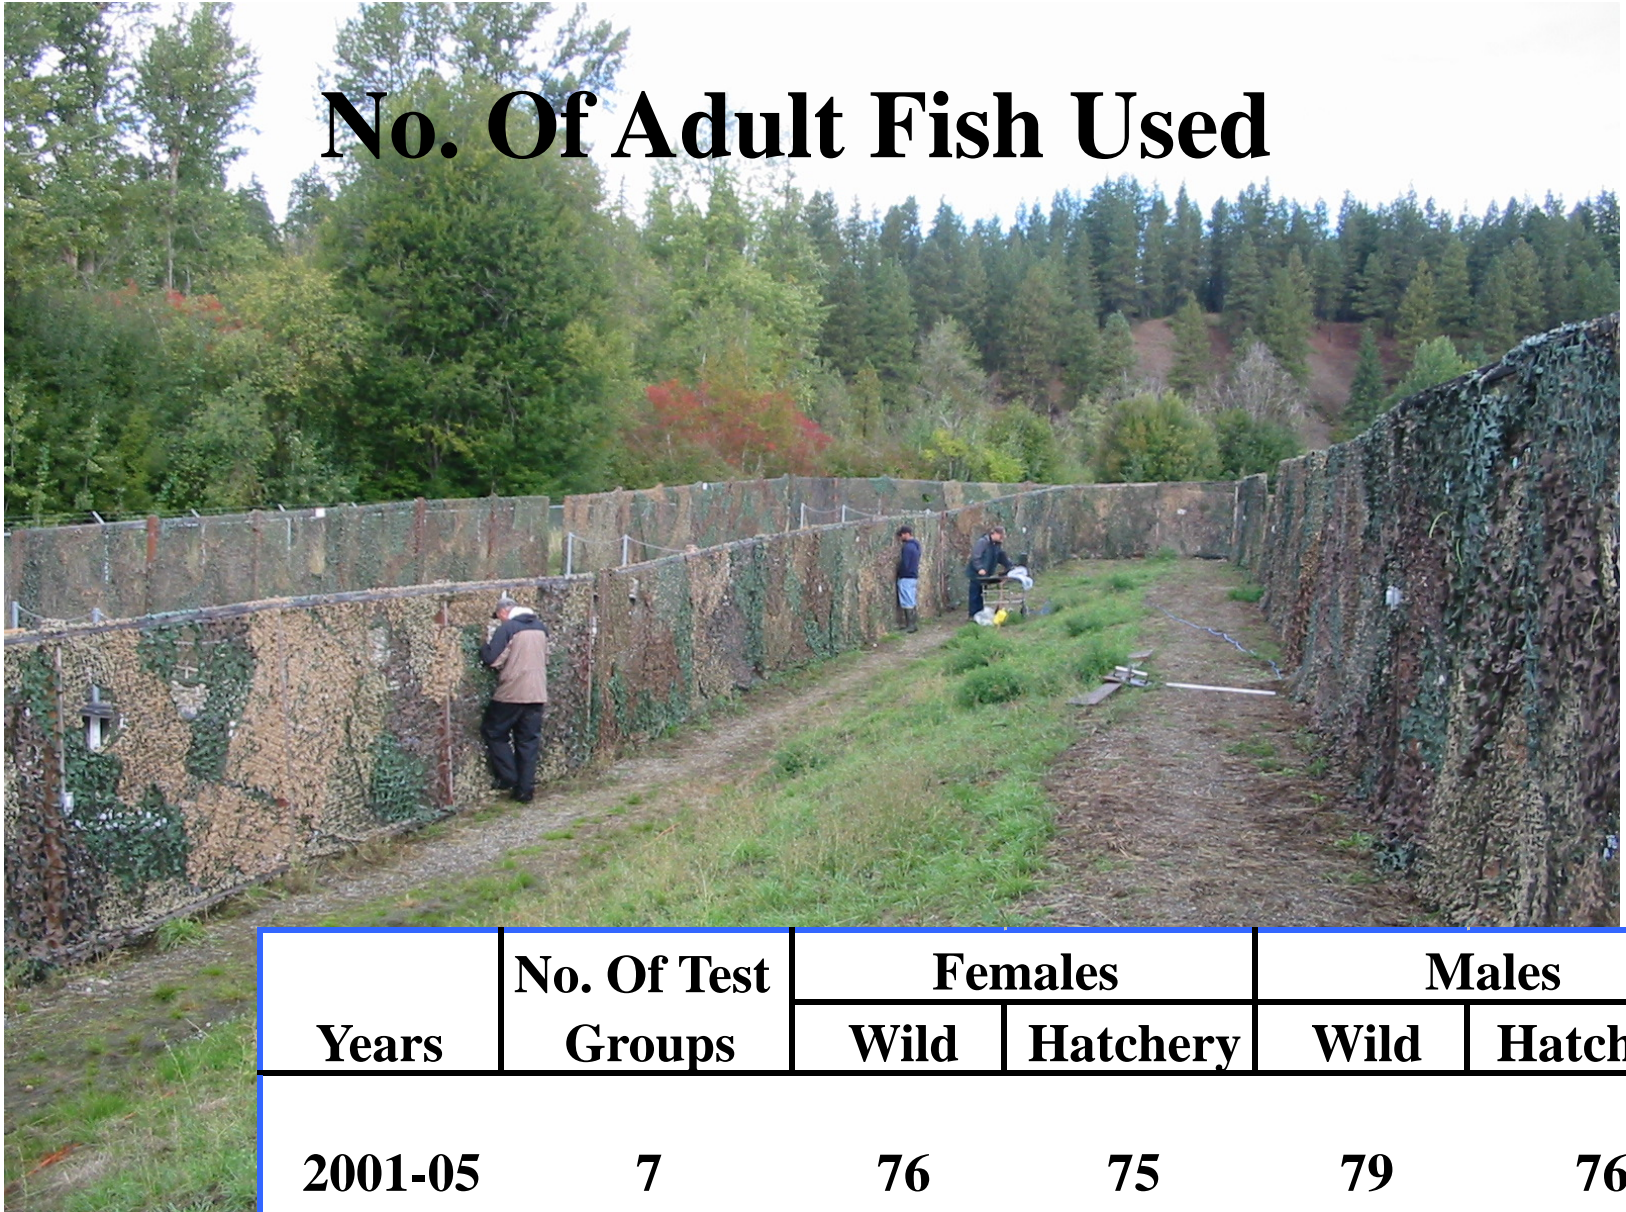 No. Of Adult Fish Used
No. Of Test Females Males
Years Groups Wild Hatchery Wild
2001-05 7 76 75 79 76